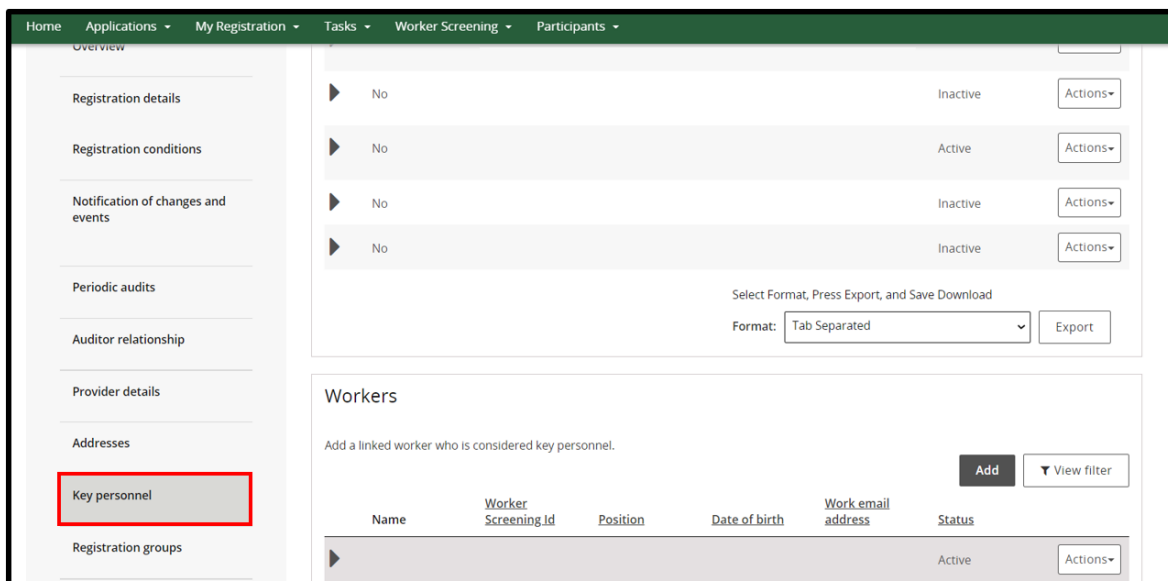 Home Applications My Registration Tasks Worker Screening Participants
Overview
Registration details
Registration conditions
Notification of changes and
events
Periodic audits
Auditor relationship
Provider details
Addresses
Key personnel
Registration groups
No Inactive Actions
No Active Actions
No Inactive Actions
No Inactive Actions
Select Format, Press Export, and Save Download
Format: Tab Separated Export
Workers
Add a linked worker who is considered key personnel.
Add View filter
Name Worker Screening Id Position Date of birth Work email address Status
Active Actions